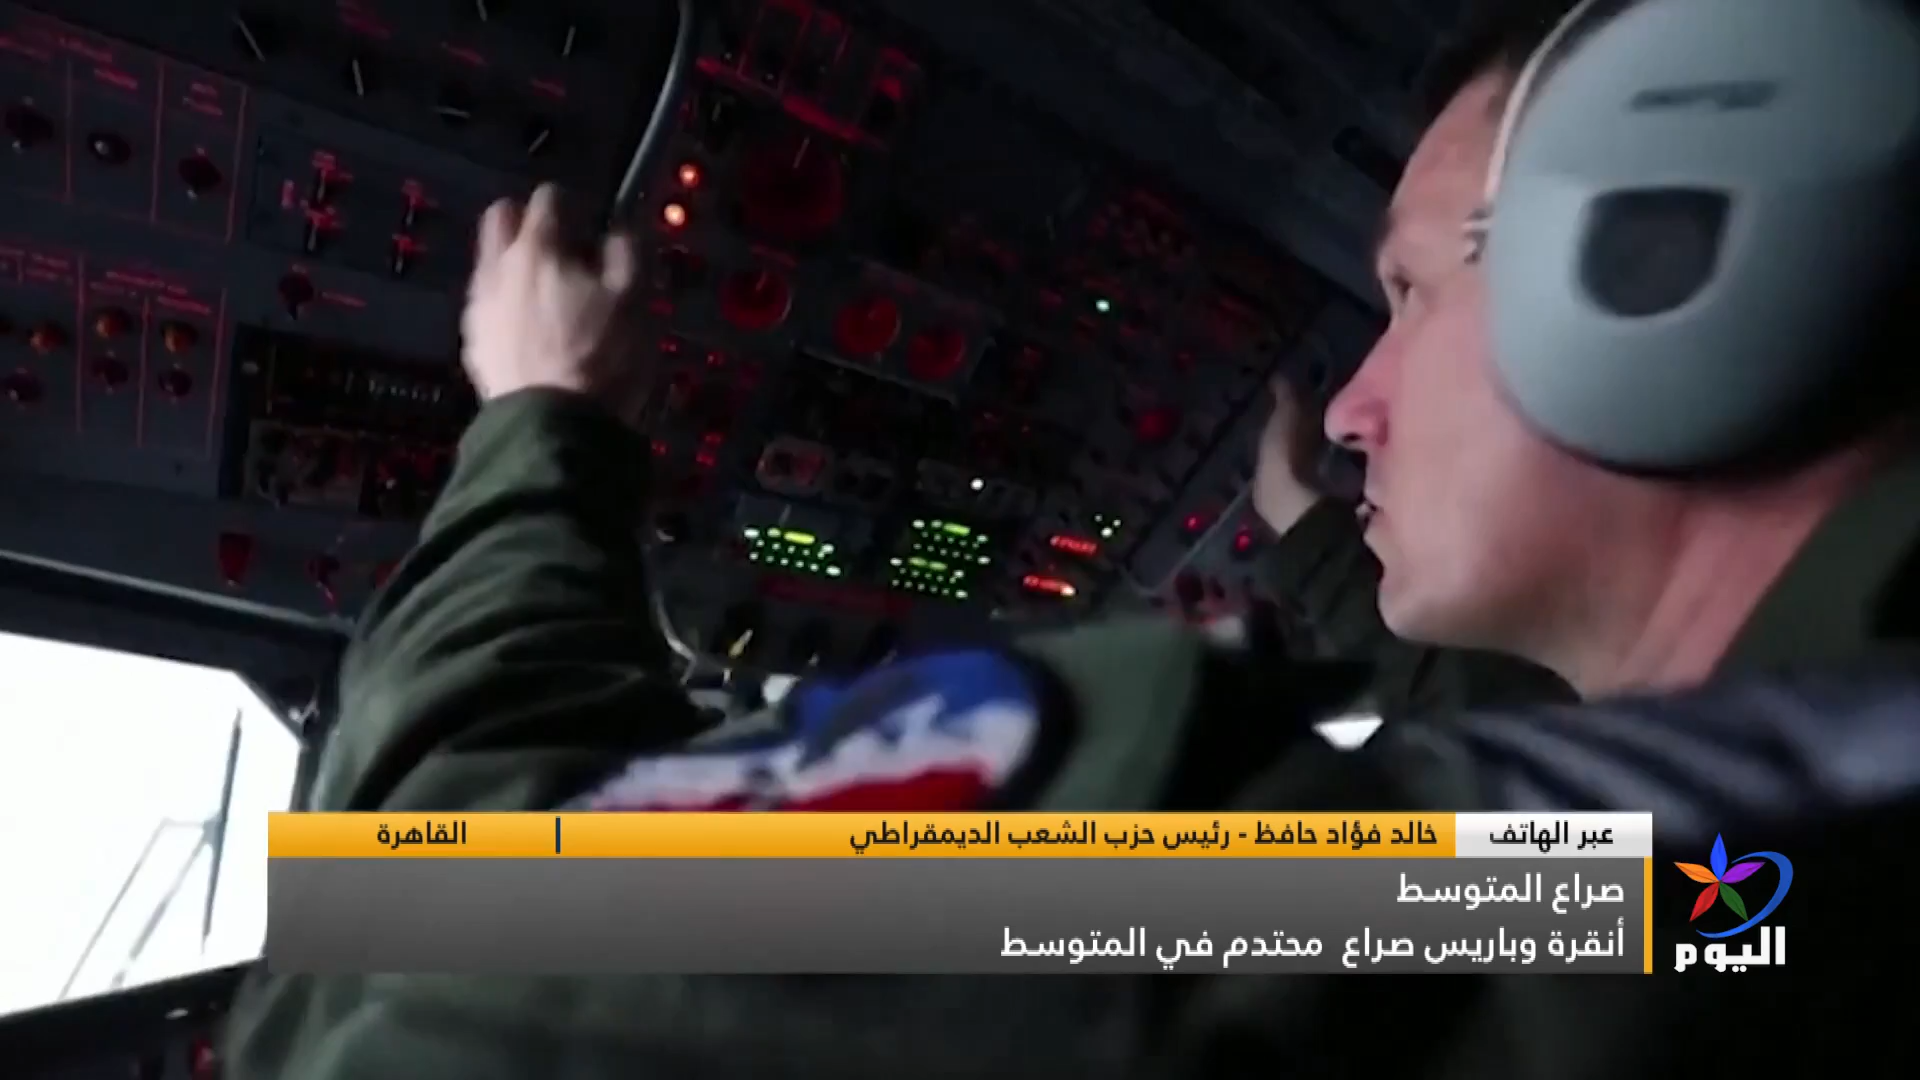 عبر الهاتف
خالد فؤاد حافظ - رئيس حزب الشعب الديمقراطي
القاهرة
صراع المتوسط
أنقرة وباريس صراع محتدم في المتوسط
اليوم